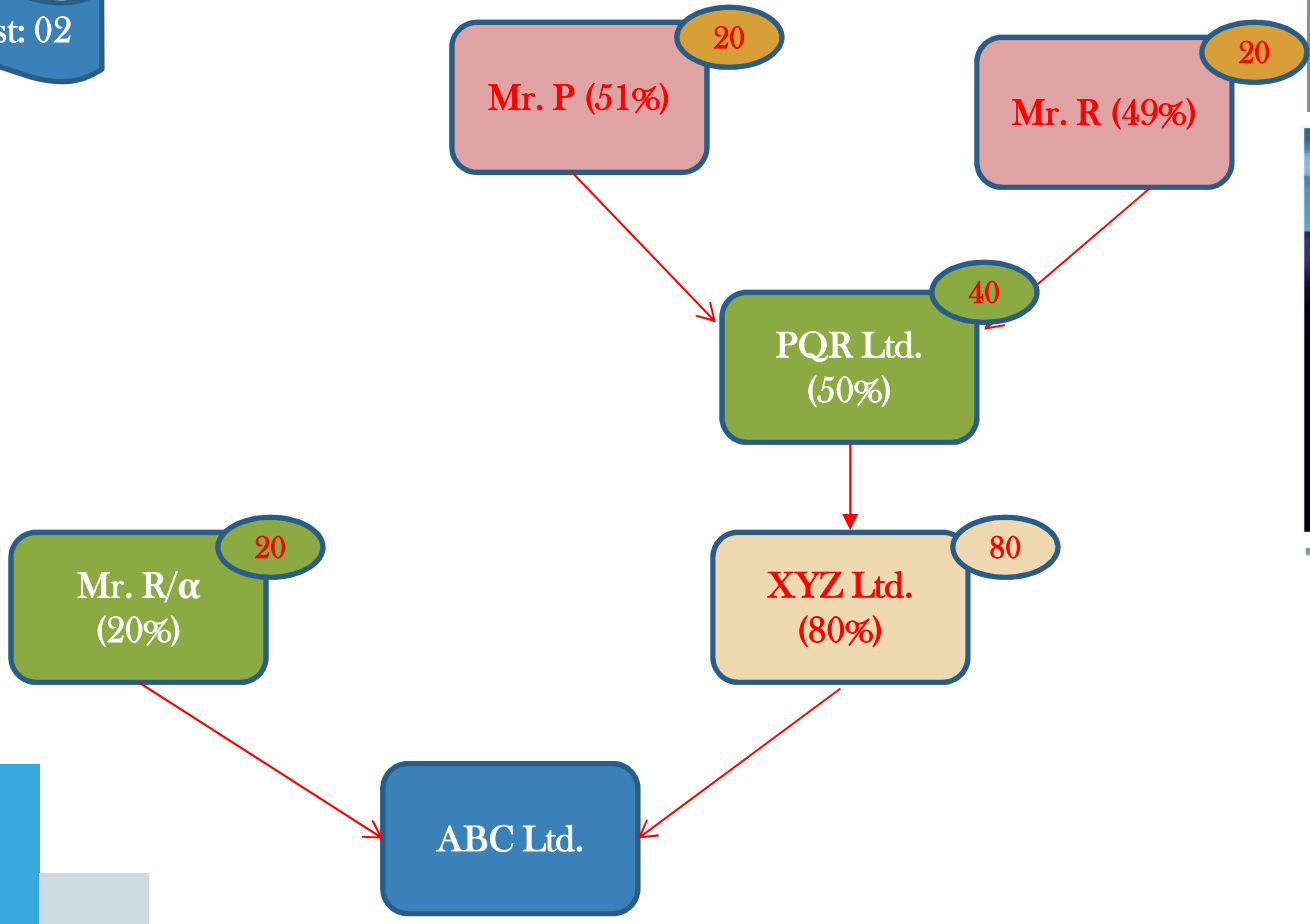 st: 02
20
Mr. P (51%)
20
Mr. R (49%)
40
PQR Ltd.
(50%)
20
Mr. R/α
(20%)
80
XYZ Ltd.
(80%)
ABC Ltd.